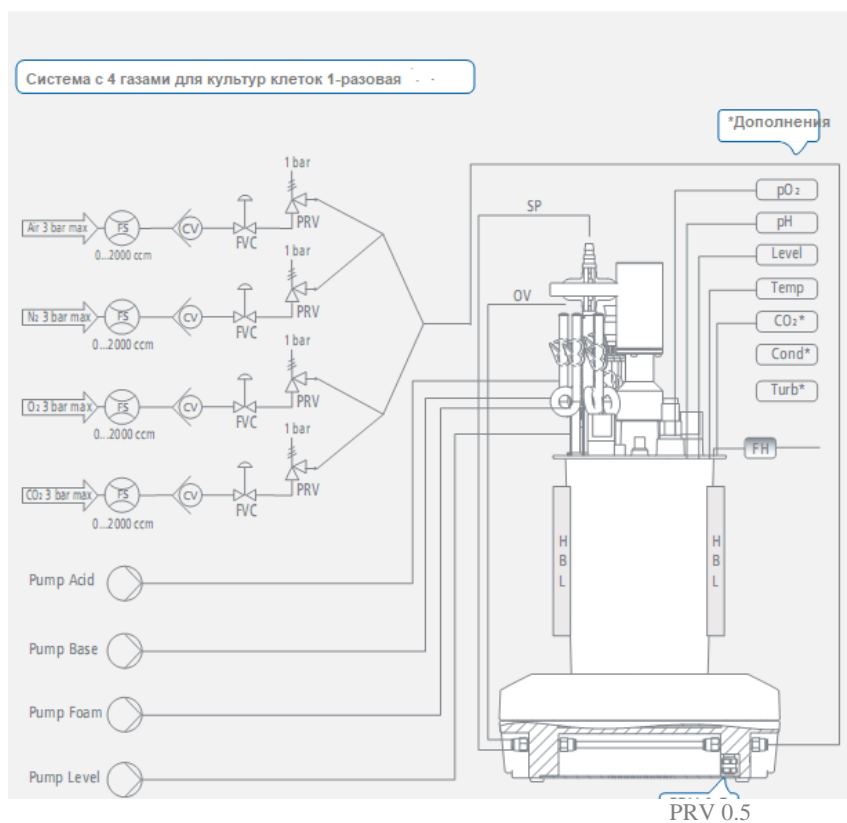 Система с 4 газами для культур клеток 1-разовая
*Дополнения
1 bar
Air 3 bar max
FS
CV
0...2000 ccm
FVC
PRV
1 bar
N₂ 3 bar max
FS
CV
0...2000 ccm
FVC
PRV
1 bar
O₂ 3 bar max
FS
CV
0...2000 ccm
FVC
PRV
1 bar
CO₂ 3 bar max
FS
CV
0...2000 ccm
FVC
PRV
SP
OV
pO₂
pH
Level
Temp
CO₂*
Cond*
Turb*
FH
H
B
L
H
B
L
Pump Acid
Pump Base
Pump Foam
Pump Level
PRV 0.5